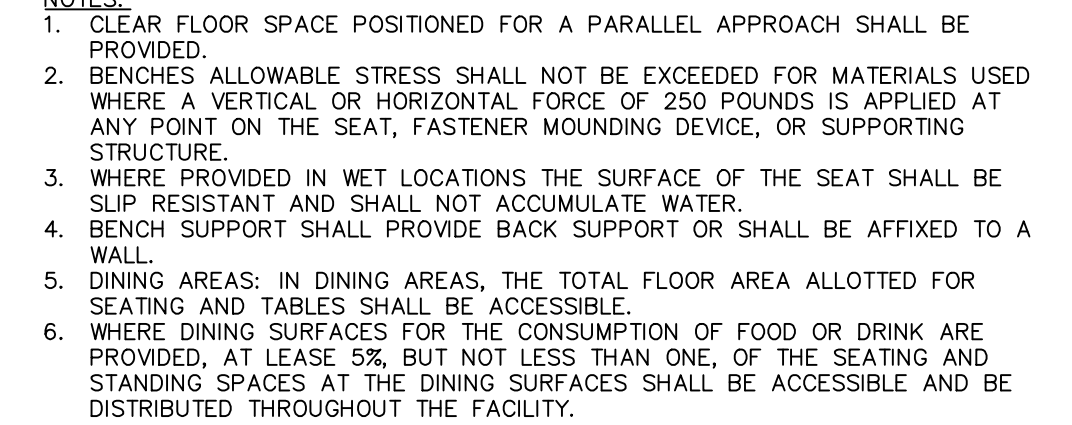 NOTES:
1. CLEAR FLOOR SPACE POSITIONED FOR A PARALLEL APPROACH SHALL BE
PROVIDED.
2. BENCHES ALLOWABLE STRESS SHALL NOT BE EXCEEDED FOR MATERIALS USED
WHERE A VERTICAL OR HORIZONTAL FORCE OF 250 POUNDS IS APPLIED AT
ANY POINT ON THE SEAT, FASTENER MOUNDING DEVICE, OR SUPPORTING
STRUCTURE.
3. WHERE PROVIDED IN WET LOCATIONS THE SURFACE OF THE SEAT SHALL BE
SLIP RESISTANT AND SHALL NOT ACCUMULATE WATER.
4. BENCH SUPPORT SHALL PROVIDE BACK SUPPORT OR SHALL BE AFFIXED TO A
WALL.
5. DINING AREAS: IN DINING AREAS, THE TOTAL FLOOR AREA ALLOTTED FOR
SEATING AND TABLES SHALL BE ACCESSIBLE.
6. WHERE DINING SURFACES FOR THE CONSUMPTION OF FOOD OR DRINK ARE
PROVIDED, AT LEASE 5%, BUT NOT LESS THAN ONE, OF THE SEATING AND
STANDING SPACES AT THE DINING SURFACES SHALL BE ACCESSIBLE AND BE
DISTRIBUTED THROUGHOUT THE FACILITY.